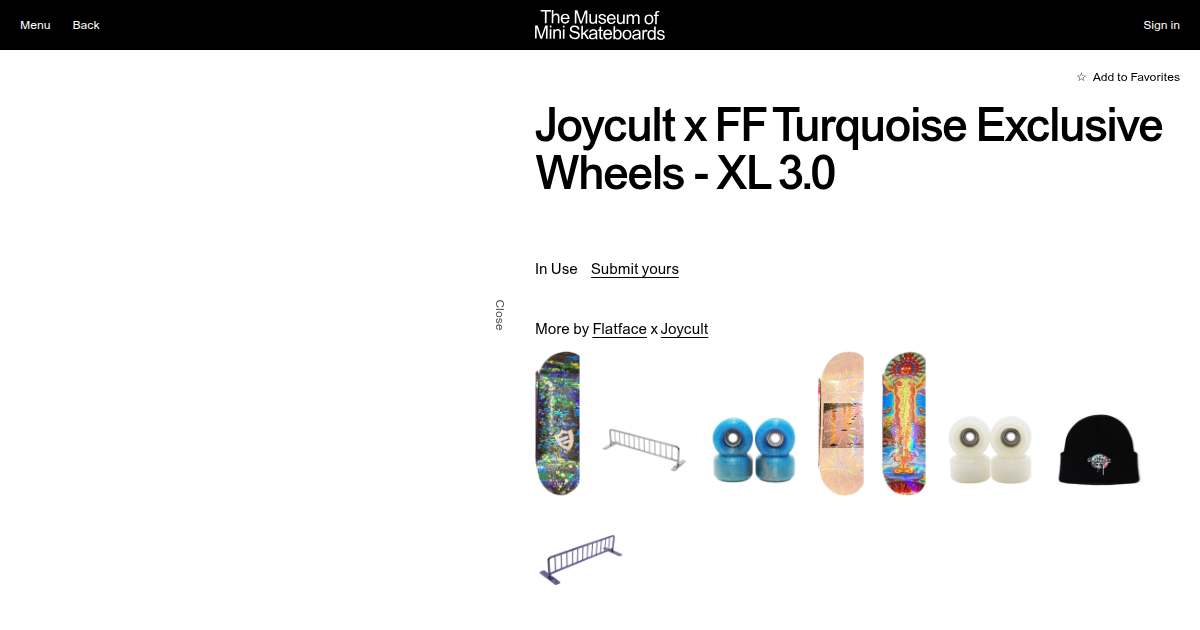 Menu
Back
The Museum of
Mini Skateboards
Sign in
☆ Add to Favorites
Joycult x FF Turquoise Exclusive
Wheels - XL 3.0
In Use Submit yours
Close
More by Flatface x Joycult